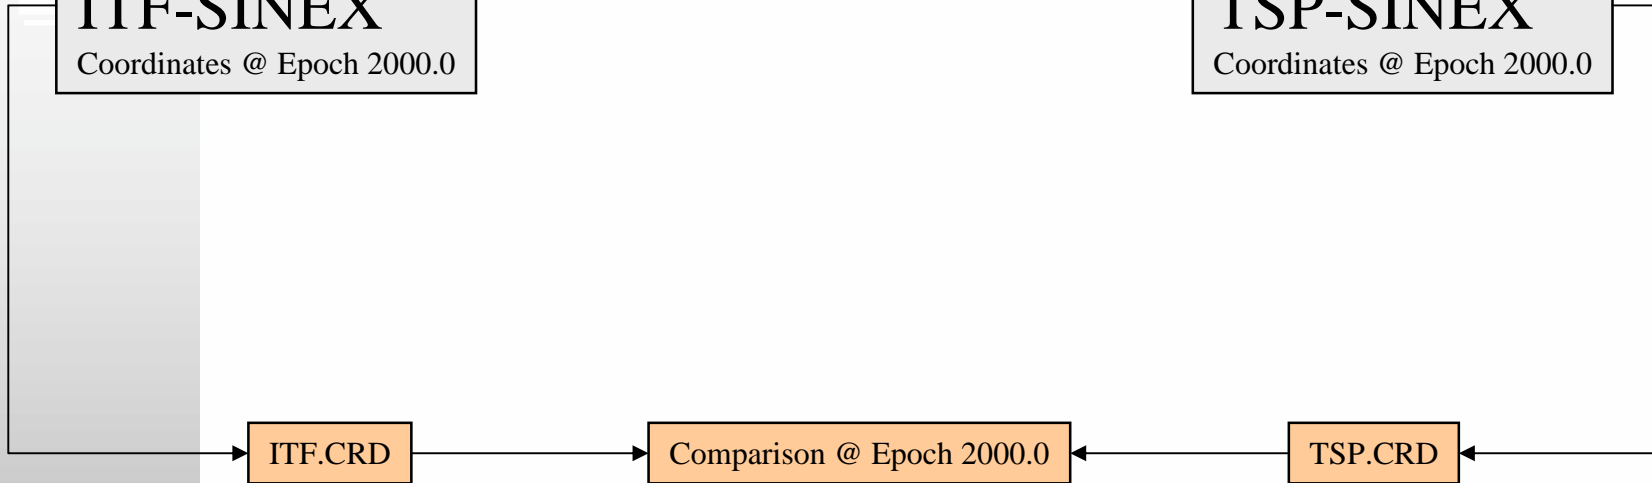 ITF-SINEX
Coordinates @ Epoch 2000.0
TSP-SINEX
Coordinates @ Epoch 2000.0
ITF.CRD
Comparison @ Epoch 2000.0
TSP.CRD